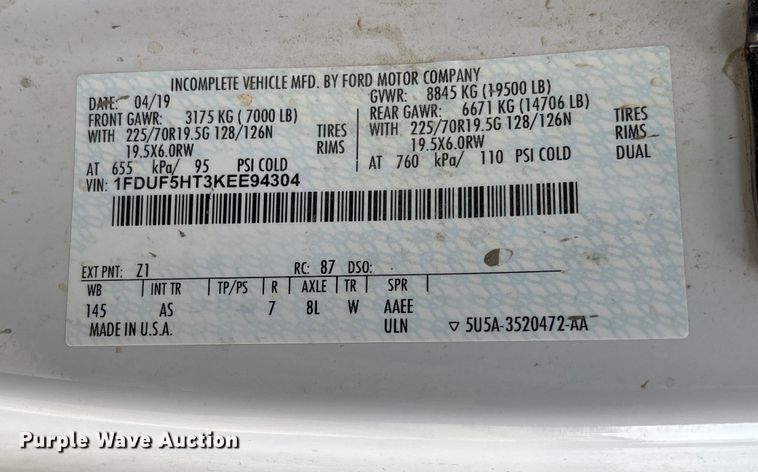 INCOMPLETE VEHICLE MFD. BY FORD MOTOR COMPANY
DATE: 04/19 GVWR: 8845 KG (19500 LB)
FRONT GAWR: 3175 KG ( 7000 LB) REAR GAWR: 6671 KG (14706 LB)
WITH 225/70R19.5G 128/126N TIRES WITH 225/70R19.5G 128/126N TIRES
19.5X6.0RW RIMS 19.5X6.0RW RIMS
AT 655 kPa/ 95 PSI COLD AT 760 kPa/ 110 PSI COLD DUAL
VIN: 1FDUF5HT3KEE94304
EXT PNT: Z1 RC: 87 DSO:
WB INT TR TP/PS R AXLE TR SPR
145 AS 7 8L W AAEE
MADE IN U.S.A. ULN ▽ 5U5A-3520472-AA
Purple Wave Auction